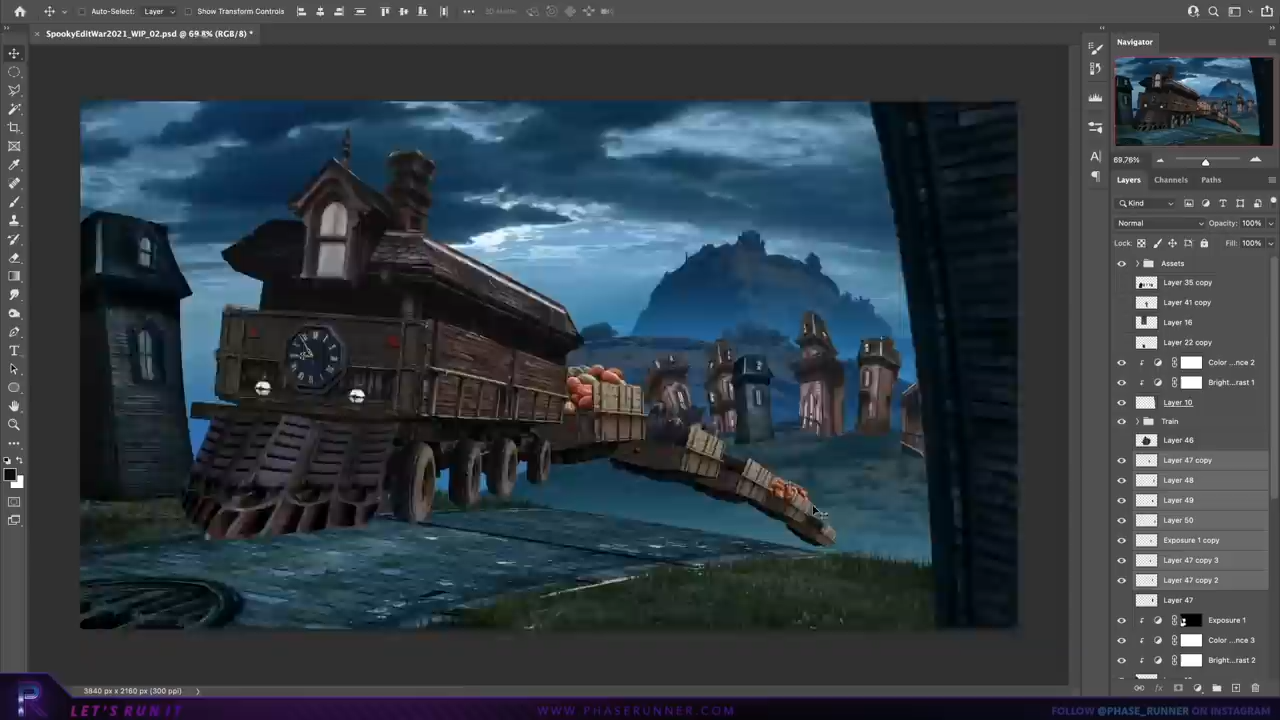 Auto-Select: Layer Show Transform Controls 3D Mode:
× SpookyEditWar2021_WIP_02.psd @ 69.8% (RGB/8) *
Navigator
69.76%
Layers Channels Paths
Kind
Normal Opacity: 100%
Lock: Fill: 100%
Assets
Layer 35 copy
Layer 41 copy
Layer 16
Layer 22 copy
Color ...nce 2
Bright...rast 1
Layer 10
Train
Layer 46
Layer 47 copy
Layer 48
Layer 49
Layer 50
Exposure 1 copy
Layer 47 copy 3
Layer 47 copy 2
Layer 47
Exposure 1
Color ...nce 3
Bright...rast 2
3840 px x 2160 px (300 ppi)
LET'S RUN IT
WWW.PHASERUNNER.COM
FOLLOW @PHASE_RUNNER ON INSTAGRAM